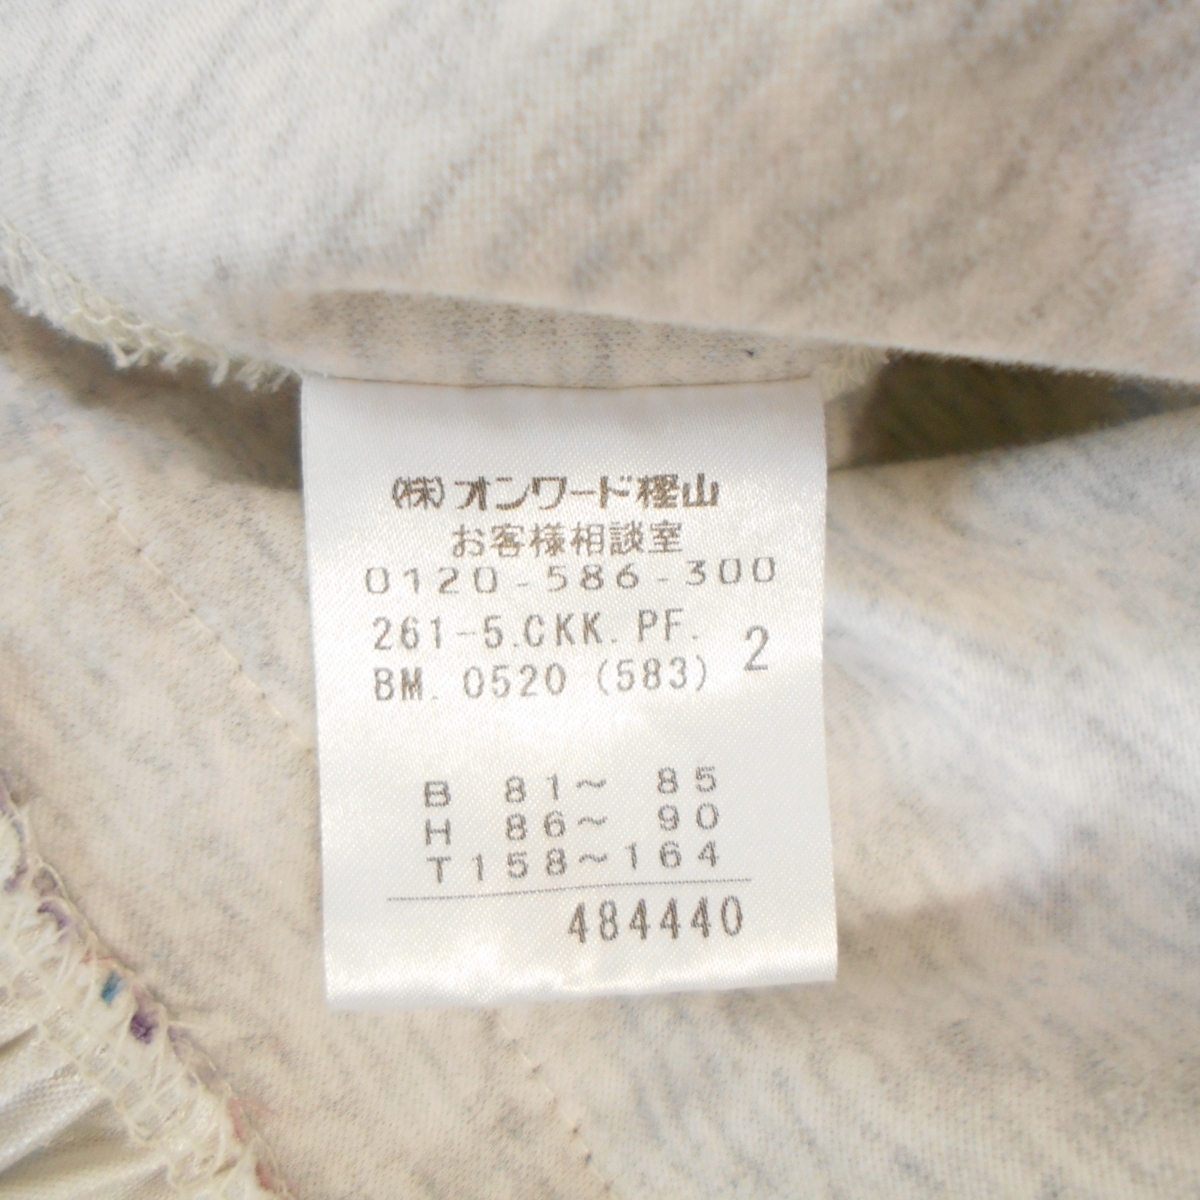 (株)オンワード樫山
お客様相談室
0120-586-300
261-5.CKK.PF. 2
BM. 0520 (583)
B 81~ 85
H 86~ 90
T158~164
484440